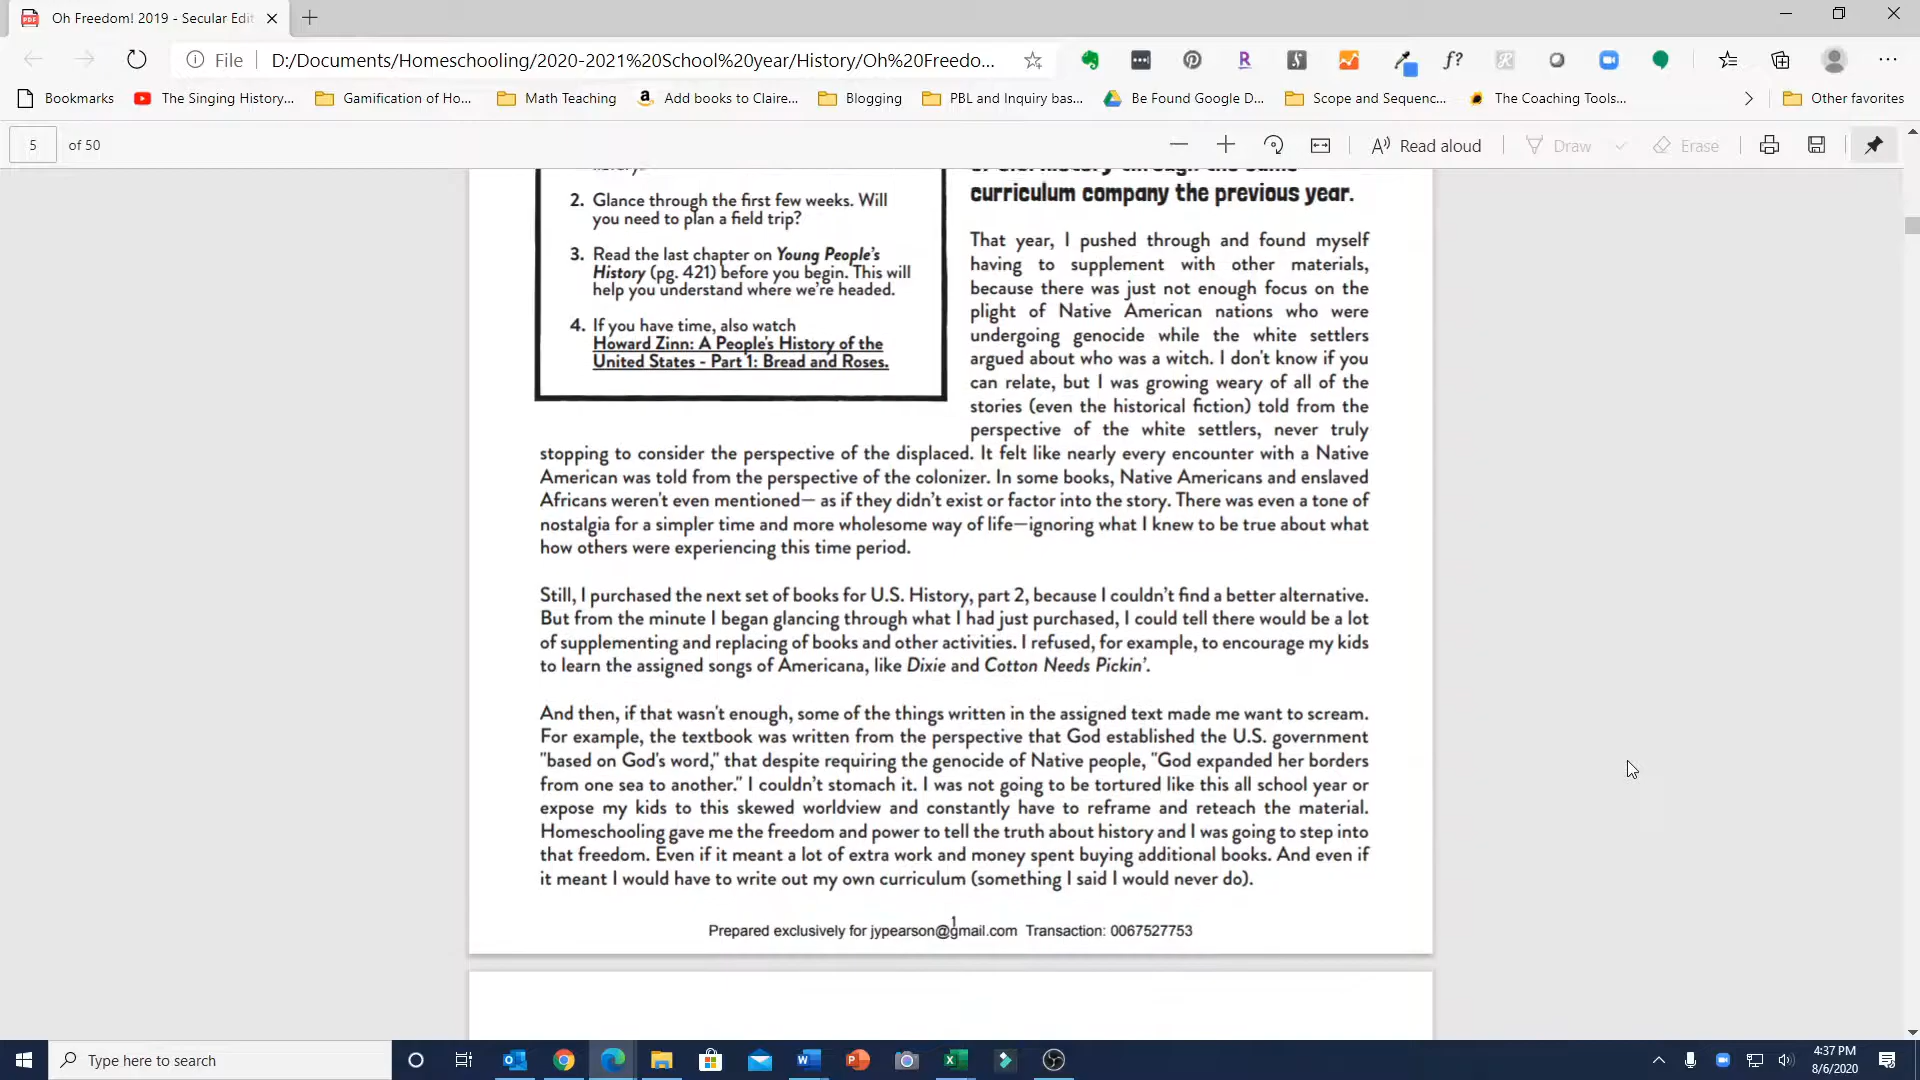 Oh Freedom! 2019 - Secular Edit
File
D:/Documents/Homeschooling/2020-2021%20School%20year/History/Oh%20Freedo...
Bookmarks
The Singing History...
Gamification of Ho...
Math Teaching
Add books to Claire...
Blogging
PBL and Inquiry bas...
Be Found Google D...
Scope and Sequenc...
The Coaching Tools...
Other favorites
5 of 50
Read aloud
Draw
Erase
2. Glance through the first few weeks. Will
you need to plan a field trip?
3. Read the last chapter on Young People's
History (pg. 421) before you begin. This will
help you understand where we're headed.
4. If you have time, also watch
Howard Zinn: A People's History of the
United States - Part 1: Bread and Roses.
curriculum company the previous year.
That year, I pushed through and found myself
having to supplement with other materials,
because there was just not enough focus on the
plight of Native American nations who were
undergoing genocide while the white settlers
argued about who was a witch. I don't know if you
can relate, but I was growing weary of all of the
stories (even the historical fiction) told from the
perspective of the white settlers, never truly
stopping to consider the perspective of the displaced. It felt like nearly every encounter with a Native
American was told from the perspective of the colonizer. In some books, Native Americans and enslaved
Africans weren't even mentioned— as if they didn't exist or factor into the story. There was even a tone of
nostalgia for a simpler time and more wholesome way of life—ignoring what I knew to be true about what
how others were experiencing this time period.
Still, I purchased the next set of books for U.S. History, part 2, because I couldn't find a better alternative.
But from the minute I began glancing through what I had just purchased, I could tell there would be a lot
of supplementing and replacing of books and other activities. I refused, for example, to encourage my kids
to learn the assigned songs of Americana, like Dixie and Cotton Needs Pickin'.
And then, if that wasn't enough, some of the things written in the assigned text made me want to scream.
For example, the textbook was written from the perspective that God established the U.S. government
"based on God's word," that despite requiring the genocide of Native people, "God expanded her borders
from one sea to another." I couldn't stomach it. I was not going to be tortured like this all school year or
expose my kids to this skewed worldview and constantly have to reframe and reteach the material.
Homeschooling gave me the freedom and power to tell the truth about history and I was going to step into
that freedom. Even if it meant a lot of extra work and money spent buying additional books. And even if
it meant I would have to write out my own curriculum (something I said I would never do).
1
Prepared exclusively for jypearson@gmail.com Transaction: 0067527753
Type here to search
4:37 PM
8/6/2020